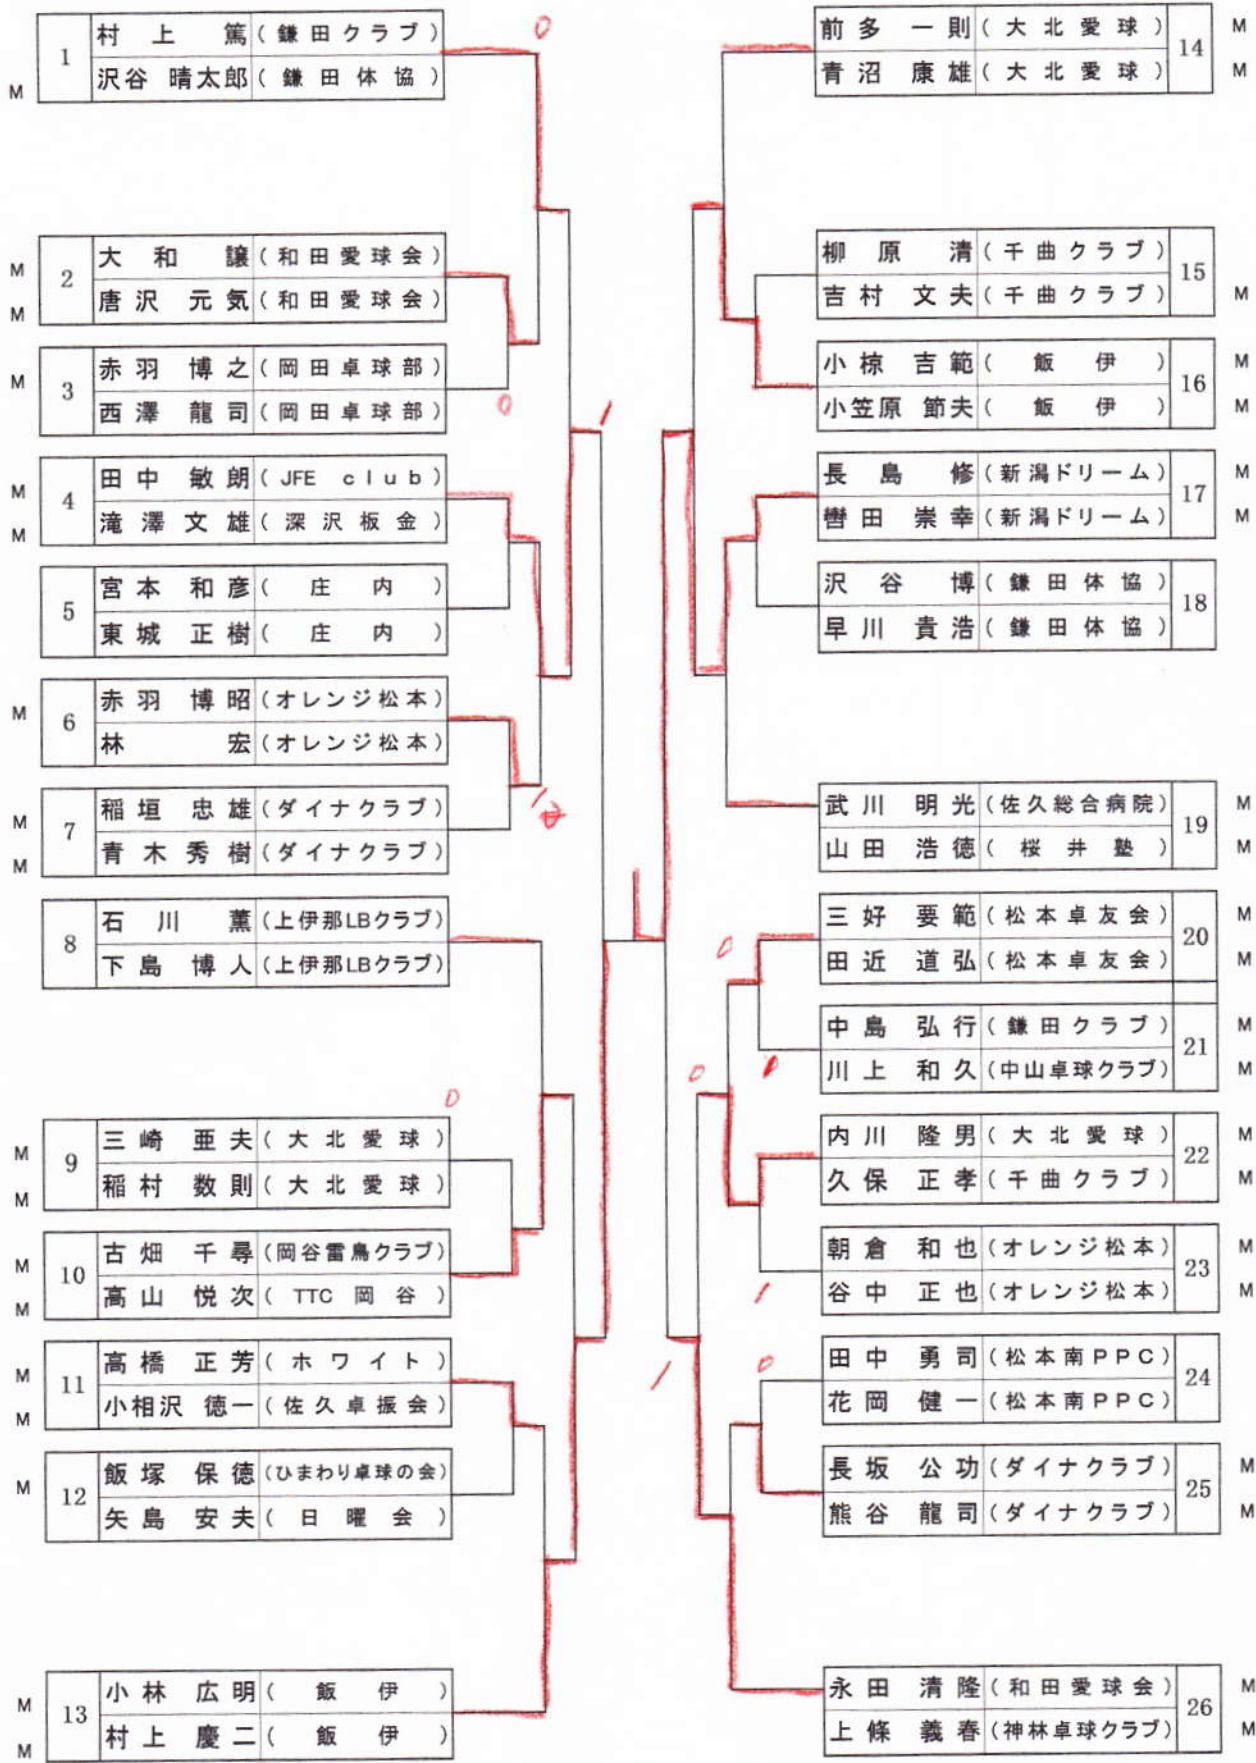 1 村上 篤 (鎌田クラブ)
M 沢谷 晴太郎 (鎌田体協)
M 2 大和 譲 (和田愛球会)
M 唐沢 元気 (和田愛球会)
M 3 赤羽 博之 (岡田卓球部)
西澤 龍司 (岡田卓球部)
M 4 田中 敏朗 (JFE club)
M 滝澤 文雄 (深沢板金)
5 宮本 和彦 (庄内)
東城 正樹 (庄内)
M 6 赤羽 博昭 (オレンジ松本)
林 宏 (オレンジ松本)
M 7 稲垣 忠雄 (ダイナクラブ)
M 青木 秀樹 (ダイナクラブ)
8 石川 薫 (上伊那LBクラブ)
下島 博人 (上伊那LBクラブ)
M 9 三崎 亜夫 (大北愛球)
M 稲村 数則 (大北愛球)
M 10 古畑 千尋 (岡谷雷鳥クラブ)
M 高山 悦次 (TTC 岡谷)
M 11 高橋 正芳 (ホワイト)
M 小相沢 徳一 (佐久卓振会)
M 12 飯塚 保徳 (ひまわり卓球の会)
矢島 安夫 (日曜会)
M 13 小林 広明 (飯伊)
M 村上 慶二 (飯伊)
0
0
1
1
0
前多 一則 (大北愛球) 14 M
青沼 康雄 (大北愛球) M
柳原 清 (千曲クラブ) 15
吉村 文夫 (千曲クラブ) M
小椋 吉範 (飯伊) 16 M
小笠原 節夫 (飯伊) M
長島 修 (新潟ドリーム) 17 M
轡田 崇幸 (新潟ドリーム) M
沢谷 博 (鎌田体協) 18
早川 貴浩 (鎌田体協)
武川 明光 (佐久総合病院) 19 M
山田 浩徳 (桜井塾) M
三好 要範 (松本卓友会) 20 M
田近 道弘 (松本卓友会) M
中島 弘行 (鎌田クラブ) 21 M
川上 和久 (中山卓球クラブ) M
内川 隆男 (大北愛球) 22 M
久保 正孝 (千曲クラブ) M
朝倉 和也 (オレンジ松本) 23 M
谷中 正也 (オレンジ松本) M
田中 勇司 (松本南PPC) 24
花岡 健一 (松本南PPC)
長坂 公功 (ダイナクラブ) 25 M
熊谷 龍司 (ダイナクラブ) M
永田 清隆 (和田愛球会) 26 M
上條 義春 (神林卓球クラブ) M
0
0
1
0
1